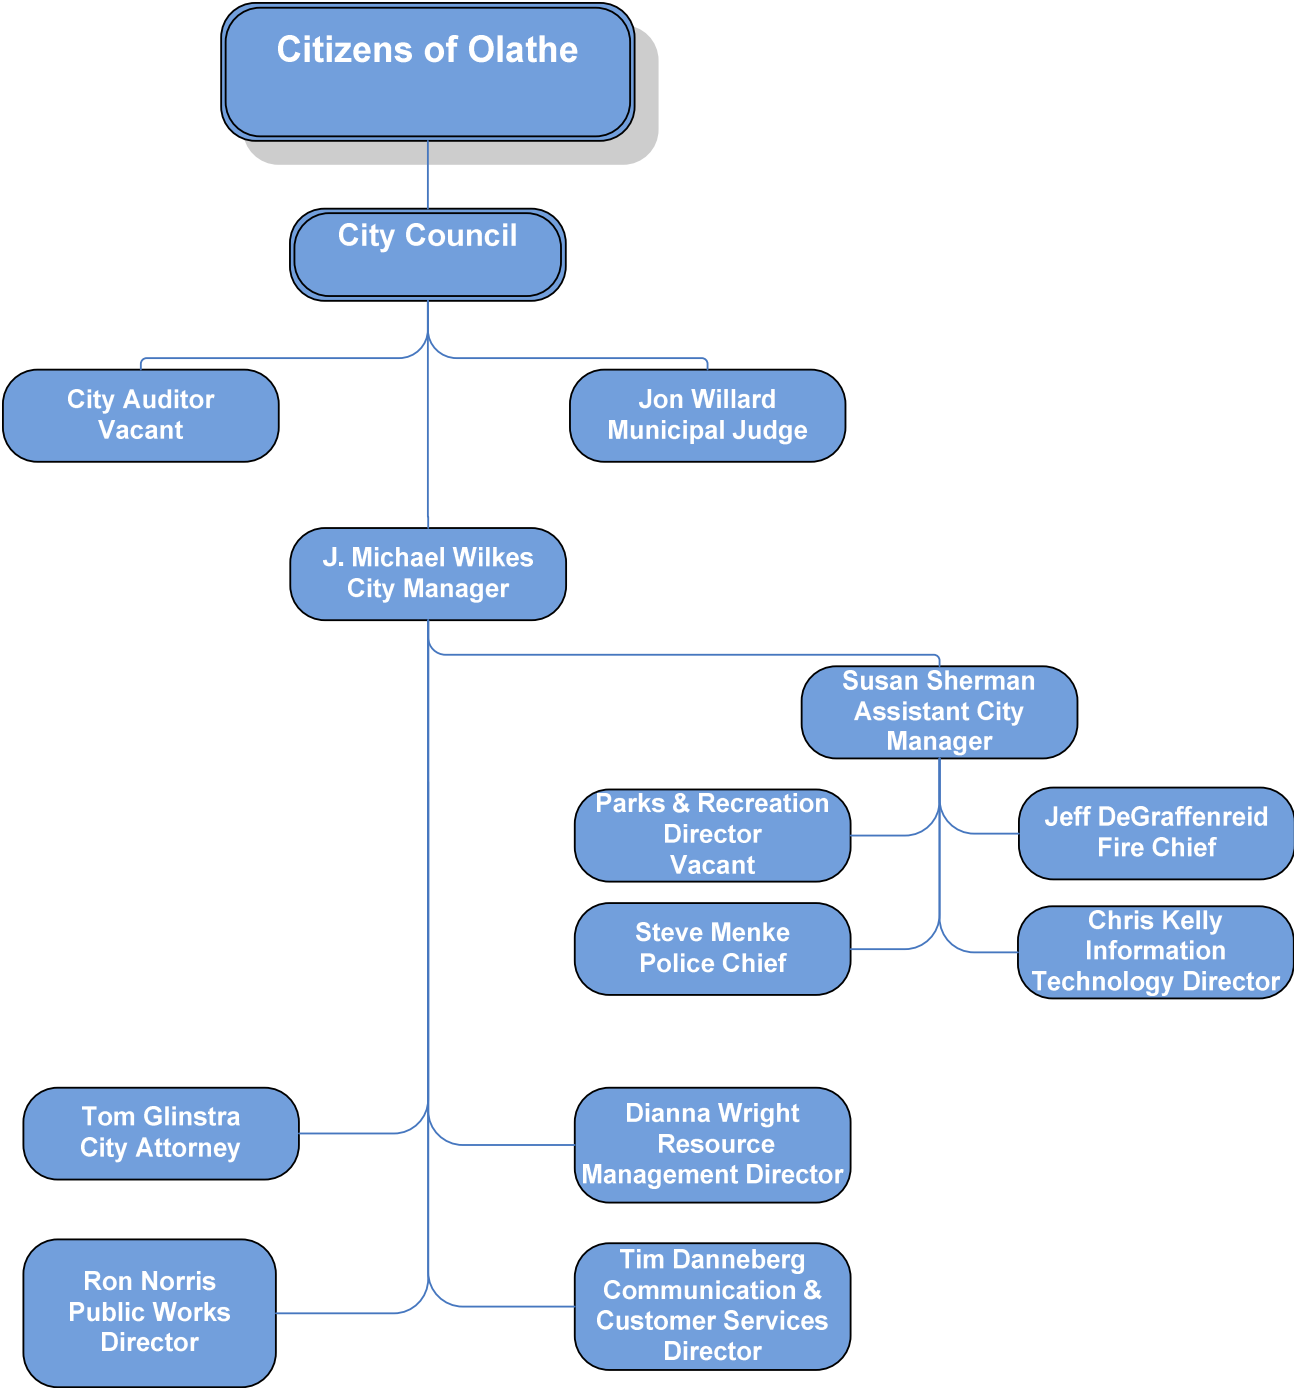 Citizens of Olathe
City Council
City Auditor
Vacant
Jon Willard
Municipal Judge
J. Michael Wilkes
City Manager
Susan Sherman
Assistant City
Manager
Parks & Recreation
Director
Vacant
Jeff DeGraffenreid
Fire Chief
Steve Menke
Police Chief
Chris Kelly
Information
Technology Director
Tom Glinstra
City Attorney
Dianna Wright
Resource
Management Director
Ron Norris
Public Works
Director
Tim Danneberg
Communication &
Customer Services
Director